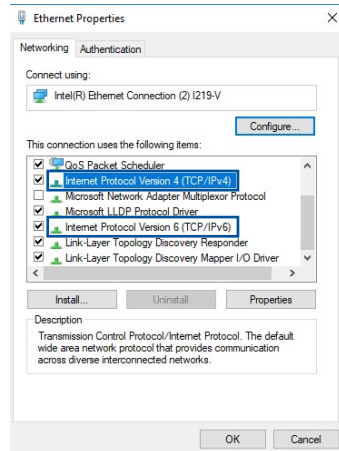 Ethernet Properties
Networking Authentication
Connect using:
Intel(R) Ethernet Connection (2) I219-V
Configure...
This connection uses the following items:
QoS Packet Scheduler
Internet Protocol Version 4 (TCP/IPv4)
Microsoft Network Adapter Multiplexor Protocol
Microsoft LLDP Protocol Driver
Internet Protocol Version 6 (TCP/IPv6)
Link-Layer Topology Discovery Responder
Link-Layer Topology Discovery Mapper I/O Driver
Install... Uninstall Properties
Description
Transmission Control Protocol/Internet Protocol. The default
wide area network protocol that provides communication
across diverse interconnected networks.
OK Cancel